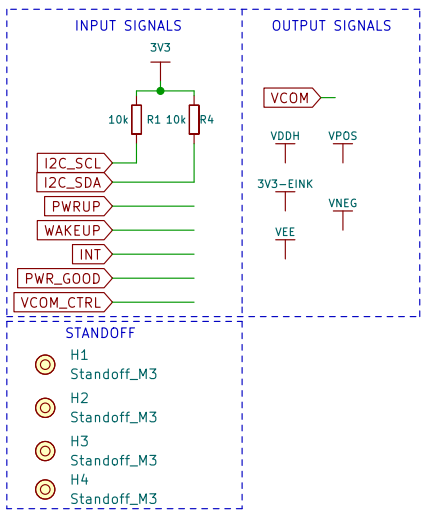 INPUT SIGNALS
OUTPUT SIGNALS
3V3
10k R1 10k R4
VCOM
VDDH VPOS
I2C_SCL
I2C_SDA
3V3-EINK
PWRUP
VNEG
WAKEUP
VEE
INT
PWR_GOOD
VCOM_CTRL
STANDOFF
H1
Standoff_M3
H2
Standoff_M3
H3
Standoff_M3
H4
Standoff_M3